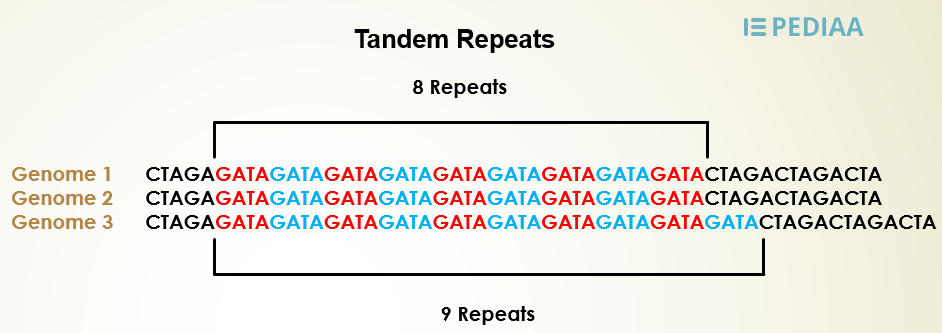 Tandem Repeats
PEDIAA
8 Repeats
Genome 1 CTAGAGATAGATAGATAGATAGATAGATAGATAGATAGATACTAGACTAGACTA
Genome 2 CTAGAGATAGATAGATAGATAGATAGATAGATAGATAGATACTAGACTAGACTA
Genome 3 CTAGAGATAGATAGATAGATAGATAGATAGATAGATAGATAGATACTAGACTAGACTA
9 Repeats